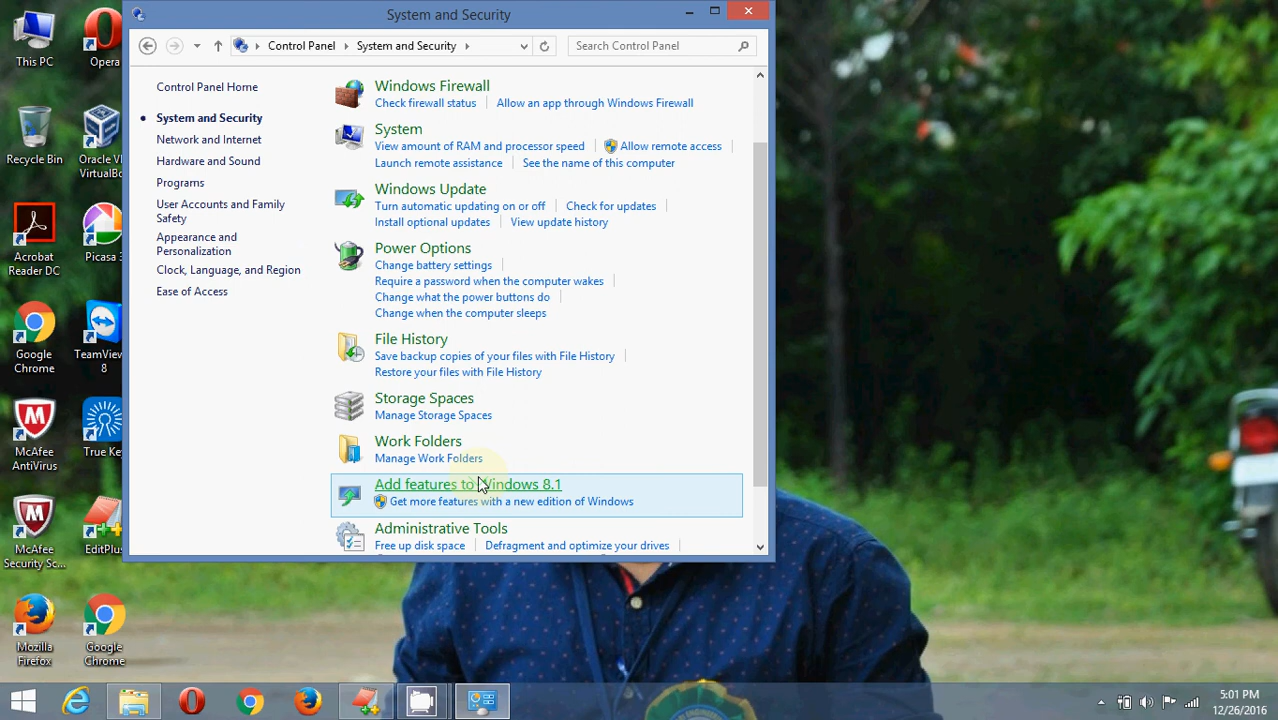 System and Security
Control Panel
System and Security
Search Control Panel
This PC
Opera
Recycle Bin
Oracle VM
VirtualBo
Acrobat
Reader DC
Picasa 3
Google
Chrome
TeamView
8
McAfee
AntiVirus
True Key
McAfee
Security Sc...
EditPlus
Mozilla
Firefox
Google
Chrome
Control Panel Home
System and Security
Network and Internet
Hardware and Sound
Programs
User Accounts and Family
Safety
Appearance and
Personalization
Clock, Language, and Region
Ease of Access
Windows Firewall
Check firewall status
Allow an app through Windows Firewall
System
View amount of RAM and processor speed
Allow remote access
Launch remote assistance
See the name of this computer
Windows Update
Turn automatic updating on or off
Check for updates
Install optional updates
View update history
Power Options
Change battery settings
Require a password when the computer wakes
Change what the power buttons do
Change when the computer sleeps
File History
Save backup copies of your files with File History
Restore your files with File History
Storage Spaces
Manage Storage Spaces
Work Folders
Manage Work Folders
Add features to Windows 8.1
Get more features with a new edition of Windows
Administrative Tools
Free up disk space
Defragment and optimize your drives
5:01 PM
12/26/2016